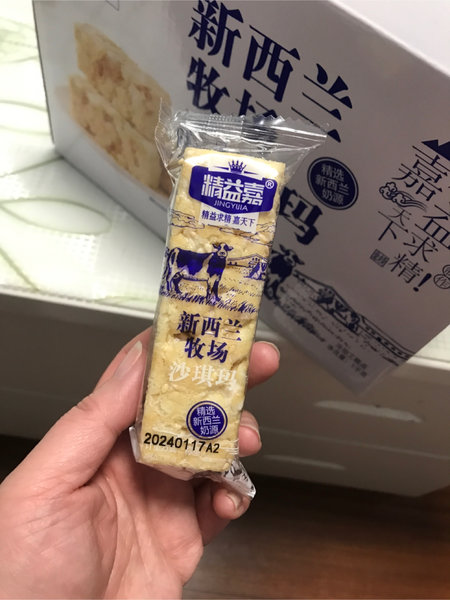 新西兰
牧场
玛
精选
新西兰
奶源
嘉天下
益求精!
精益嘉®
JINGYIJIA
精益求精 嘉天下
新西兰
牧场
沙琪玛
精选
新西兰
奶源
20240117A2